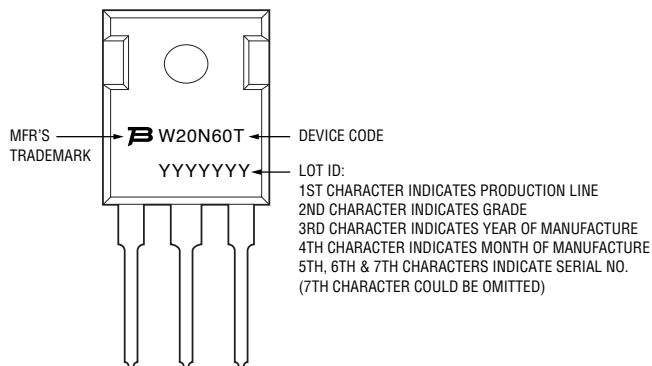 MFR'S
TRADEMARK
W20N60T
DEVICE CODE
YYYYYYY
LOT ID:
1ST CHARACTER INDICATES PRODUCTION LINE
2ND CHARACTER INDICATES GRADE
3RD CHARACTER INDICATES YEAR OF MANUFACTURE
4TH CHARACTER INDICATES MONTH OF MANUFACTURE
5TH, 6TH & 7TH CHARACTERS INDICATE SERIAL NO.
(7TH CHARACTER COULD BE OMITTED)